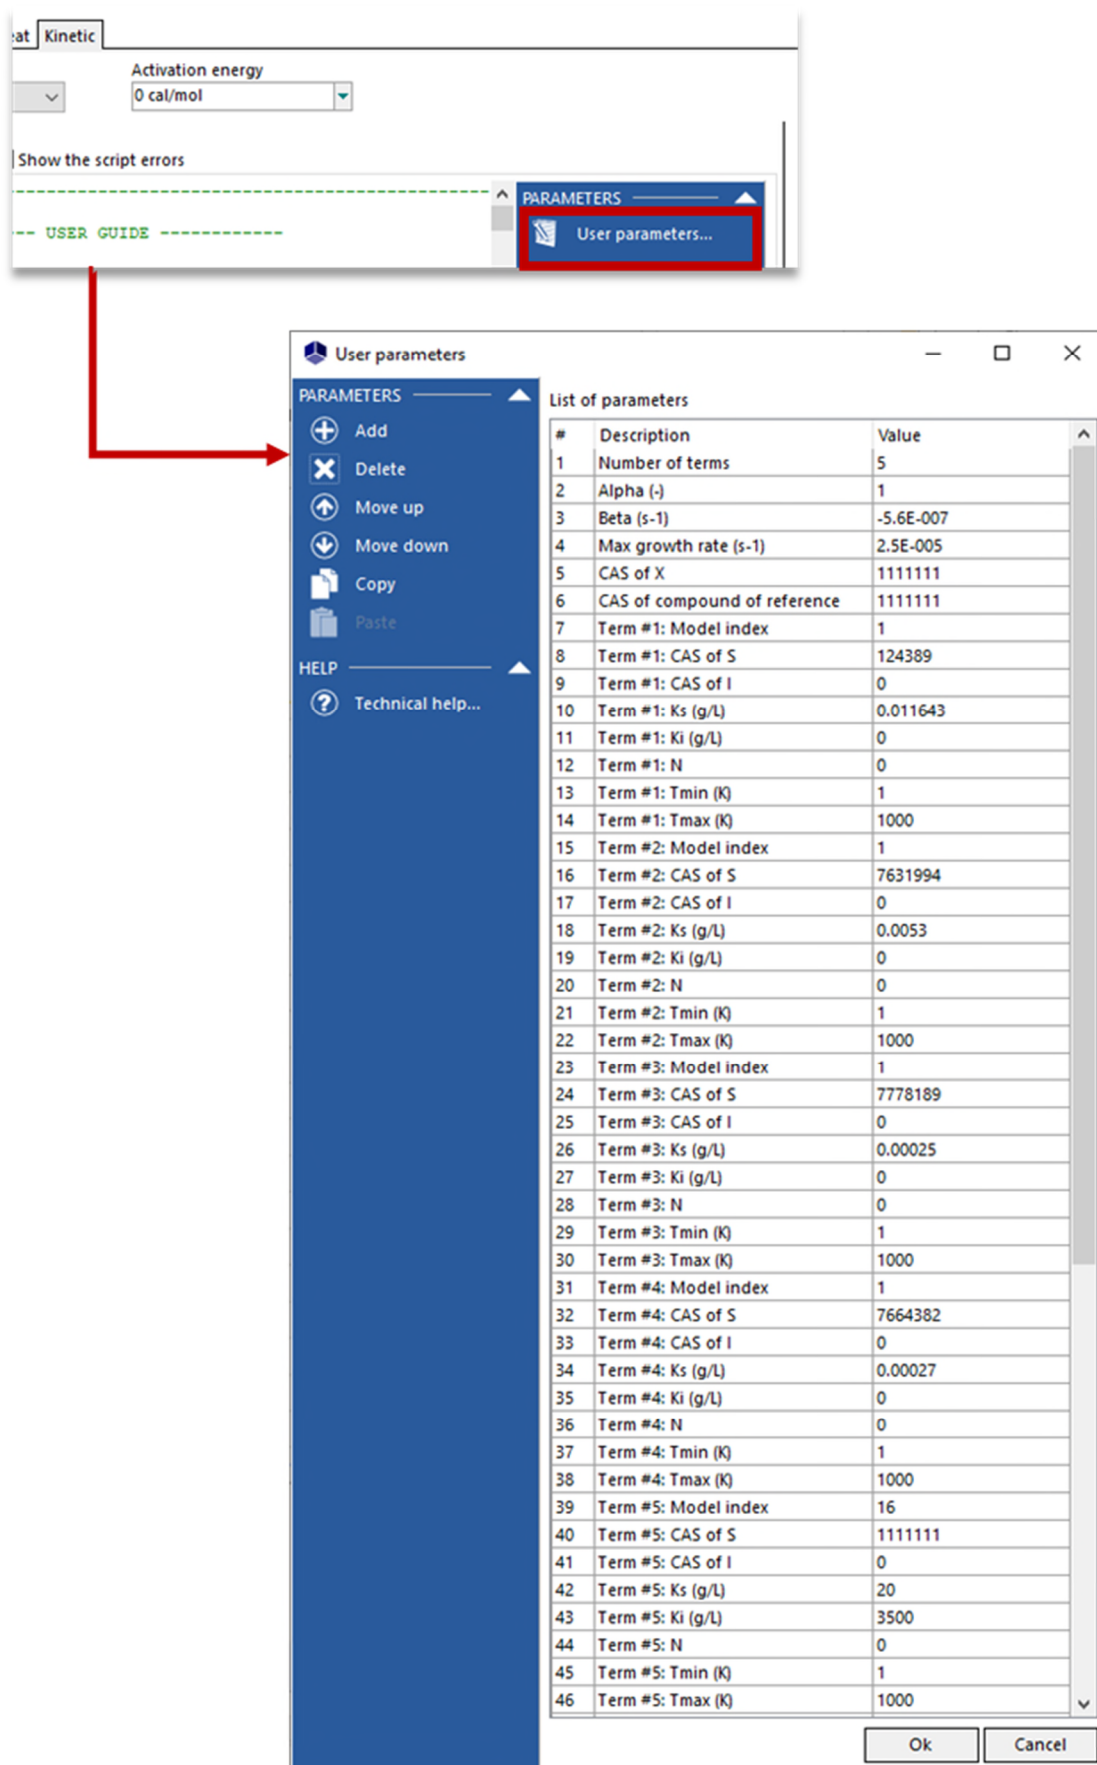 eat Kinetic
Activation energy
0 cal/mol
Show the script errors
PARAMETERS
User parameters...
-- USER GUIDE ------------
User parameters
PARAMETERS
Add
Delete
Move up
Move down
Copy
Paste
HELP
Technical help...
List of parameters
# Description Value
1 Number of terms 5
2 Alpha (-) 1
3 Beta (s-1) -5.6E-007
4 Max growth rate (s-1) 2.5E-005
5 CAS of X 1111111
6 CAS of compound of reference 1111111
7 Term #1: Model index 1
8 Term #1: CAS of S 124389
9 Term #1: CAS of I 0
10 Term #1: Ks (g/L) 0.011643
11 Term #1: Ki (g/L) 0
12 Term #1: N 0
13 Term #1: Tmin (K) 1
14 Term #1: Tmax (K) 1000
15 Term #2: Model index 1
16 Term #2: CAS of S 7631994
17 Term #2: CAS of I 0
18 Term #2: Ks (g/L) 0.0053
19 Term #2: Ki (g/L) 0
20 Term #2: N 0
21 Term #2: Tmin (K) 1
22 Term #2: Tmax (K) 1000
23 Term #3: Model index 1
24 Term #3: CAS of S 7778189
25 Term #3: CAS of I 0
26 Term #3: Ks (g/L) 0.00025
27 Term #3: Ki (g/L) 0
28 Term #3: N 0
29 Term #3: Tmin (K) 1
30 Term #3: Tmax (K) 1000
31 Term #4: Model index 1
32 Term #4: CAS of S 7664382
33 Term #4: CAS of I 0
34 Term #4: Ks (g/L) 0.00027
35 Term #4: Ki (g/L) 0
36 Term #4: N 0
37 Term #4: Tmin (K) 1
38 Term #4: Tmax (K) 1000
39 Term #5: Model index 16
40 Term #5: CAS of S 1111111
41 Term #5: CAS of I 0
42 Term #5: Ks (g/L) 20
43 Term #5: Ki (g/L) 3500
44 Term #5: N 0
45 Term #5: Tmin (K) 1
46 Term #5: Tmax (K) 1000
Ok Cancel